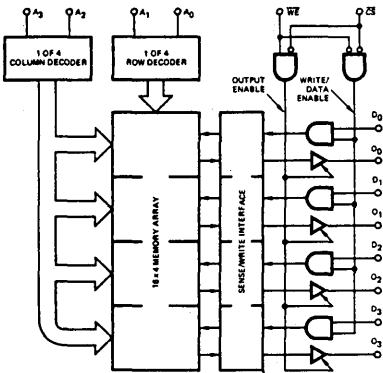 A3 A2 A1 A0 WE CS
1 OF 4
COLUMN DECODER
1 OF 4
ROW DECODER
OUTPUT
ENABLE
WRITE/
DATA
ENABLE
16 x 4 MEMORY ARRAY
SENSE/WRITE INTERFACE
D0
O0
D1
O1
D2
O2
D3
O3